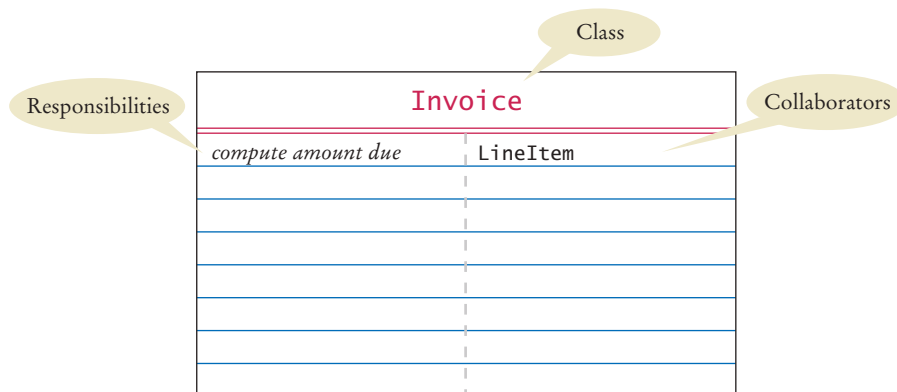 Class
Invoice
Responsibilities
Collaborators
compute amount due LineItem